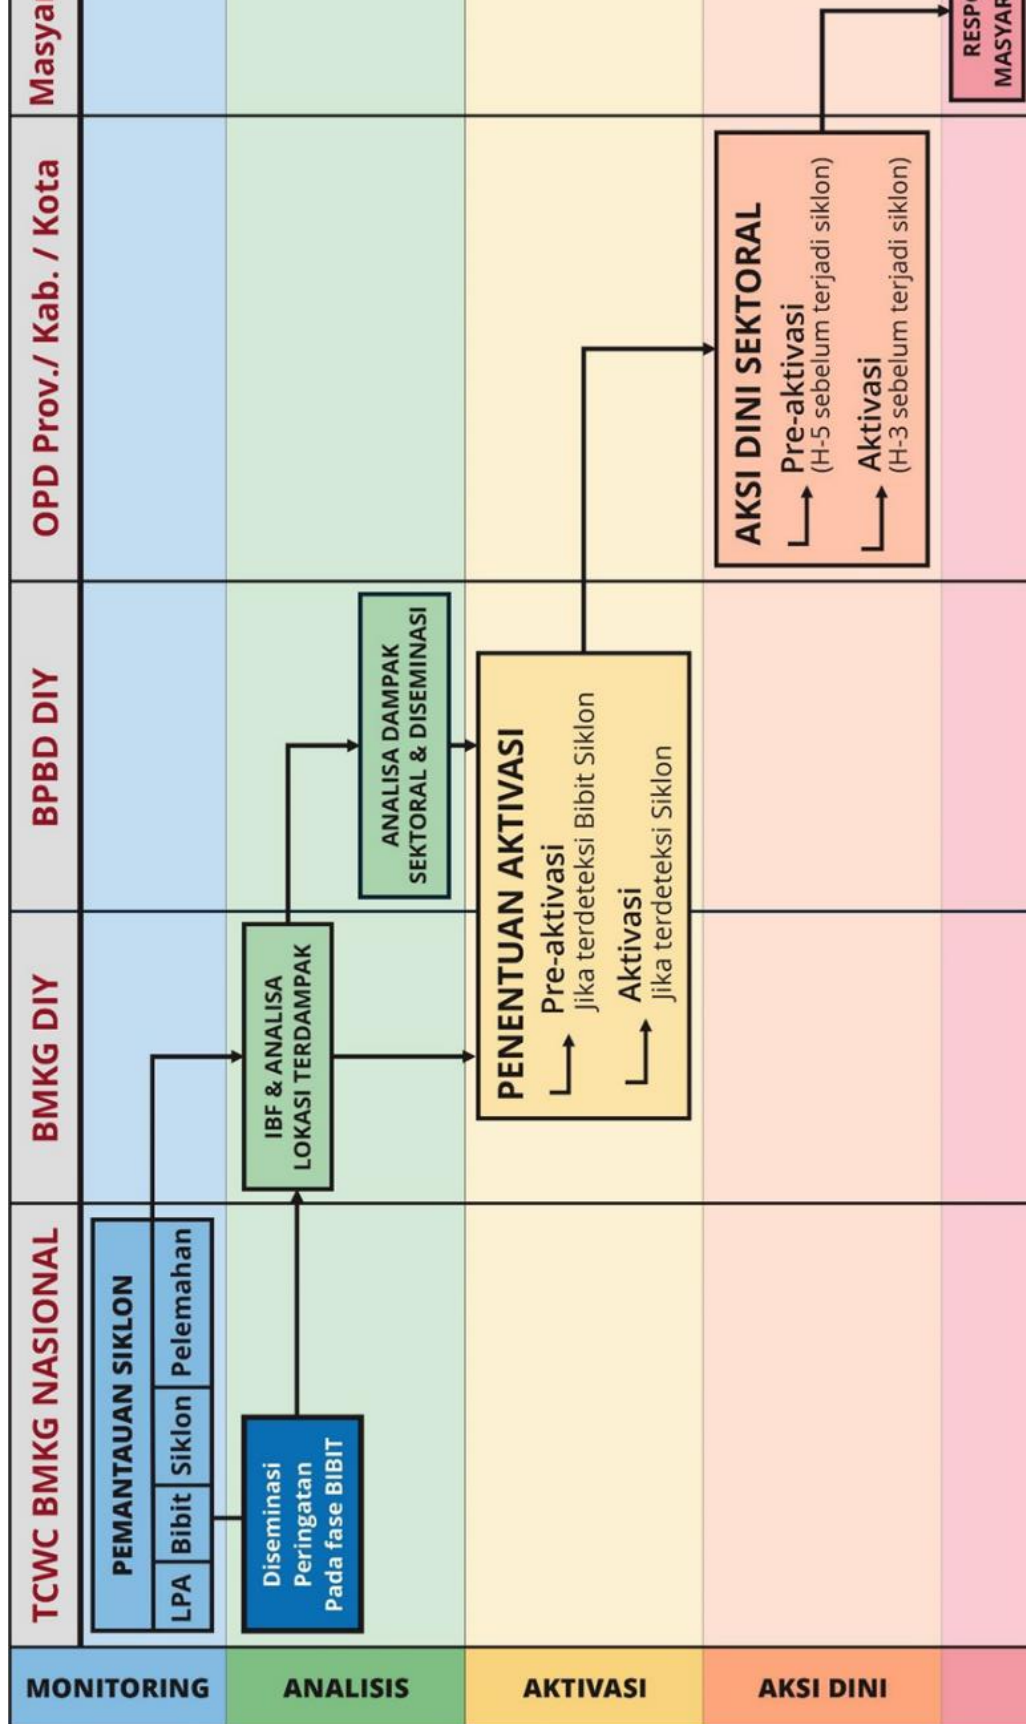 TCWC BMKG NASIONAL
BMKG DIY
BPBD DIY
OPD Prov./ Kab. / Kota
MONITORING
PEMANTAUAN SIKLON
LPA
Bibit
Siklon
Pelemahan
ANALISIS
Diseminasi
Peringatan
Pada fase BIBIT
IBF & ANALISA
LOKASI TERDAMPAK
ANALISA DAMPAK
SEKTORAL & DISEMINASI
AKTIVASI
PENENTUAN AKTIVASI
Pre-aktivasi
Jika terdeteksi Bibit Siklon
Aktivasi
Jika terdeteksi Siklon
AKSI DINI
AKSI DINI SEKTORAL
Pre-aktivasi
(H-5 sebelum terjadi siklon)
Aktivasi
(H-3 sebelum terjadi siklon)